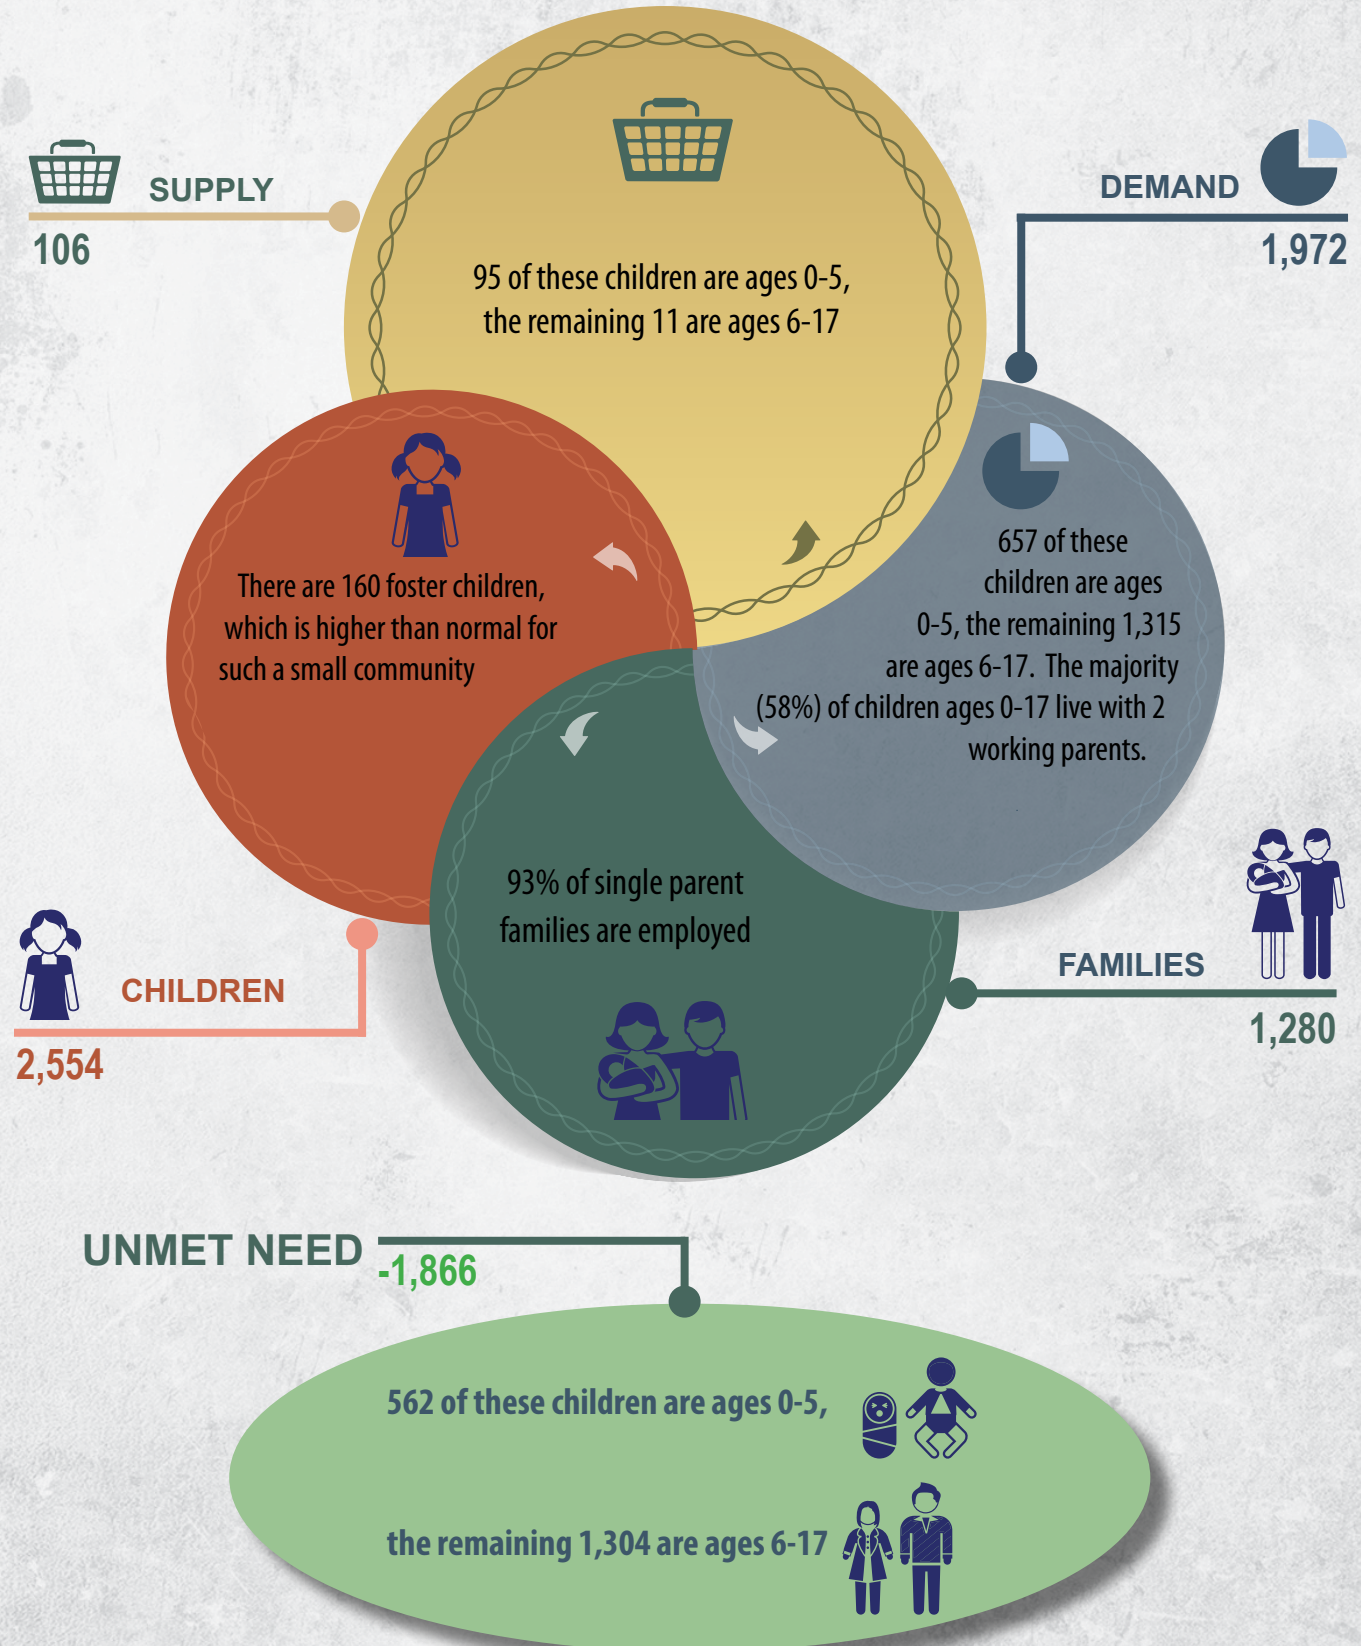 SUPPLY
106
95 of these children are ages 0-5,
the remaining 11 are ages 6-17
DEMAND
1,972
657 of these
children are ages
0-5, the remaining 1,315
are ages 6-17. The majority
(58%) of children ages 0-17 live with 2
working parents.
There are 160 foster children,
which is higher than normal for
such a small community
CHILDREN
2,554
93% of single parent
families are employed
FAMILIES
1,280
UNMET NEED
-1,866
562 of these children are ages 0-5,
the remaining 1,304 are ages 6-17